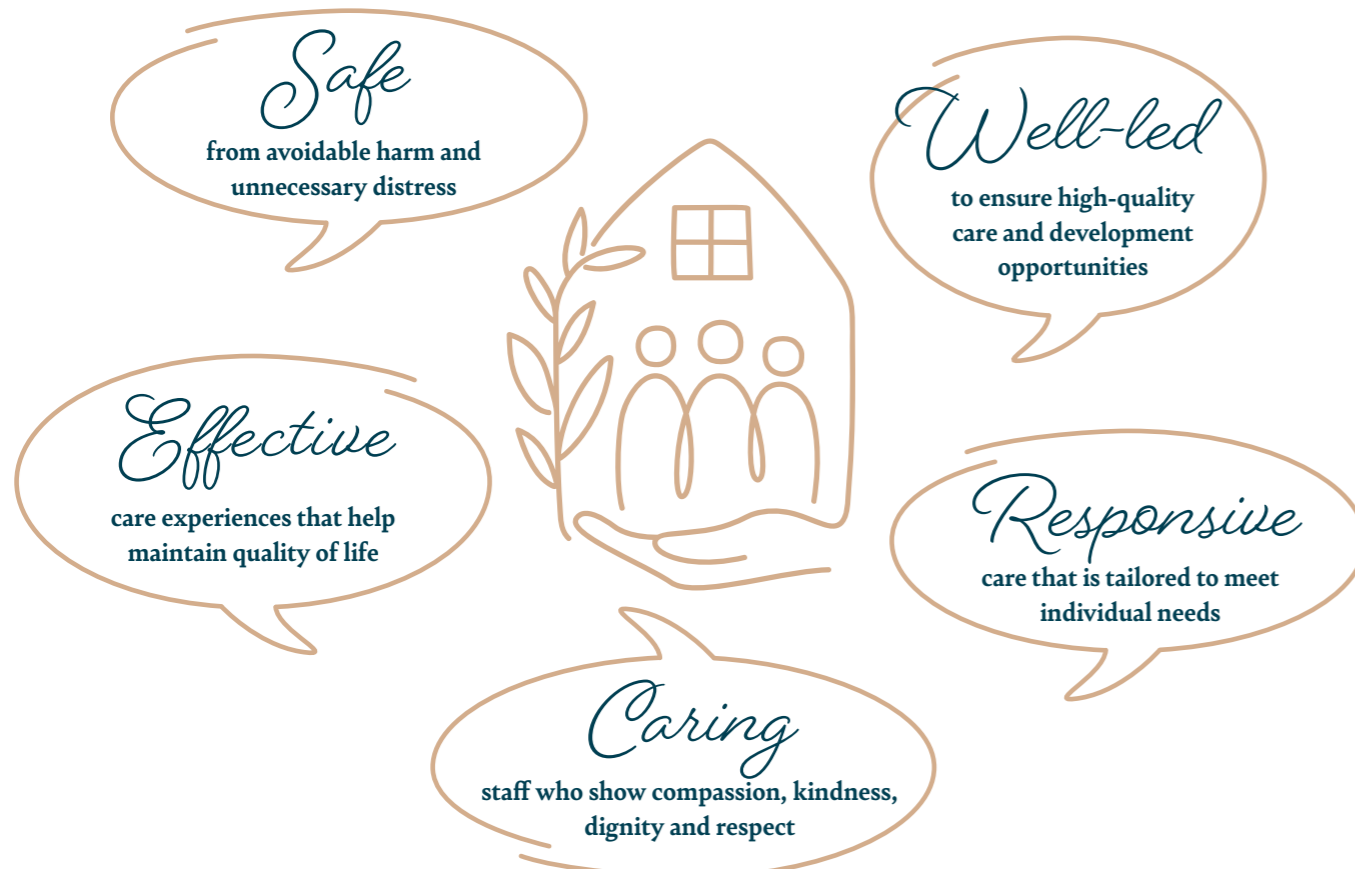 Safe
from avoidable harm and
unnecessary distress
Well-led
to ensure high-quality
care and development
opportunities
Effective
care experiences that help
maintain quality of life
Responsive
care that is tailored to meet
individual needs
Caring
staff who show compassion, kindness,
dignity and respect